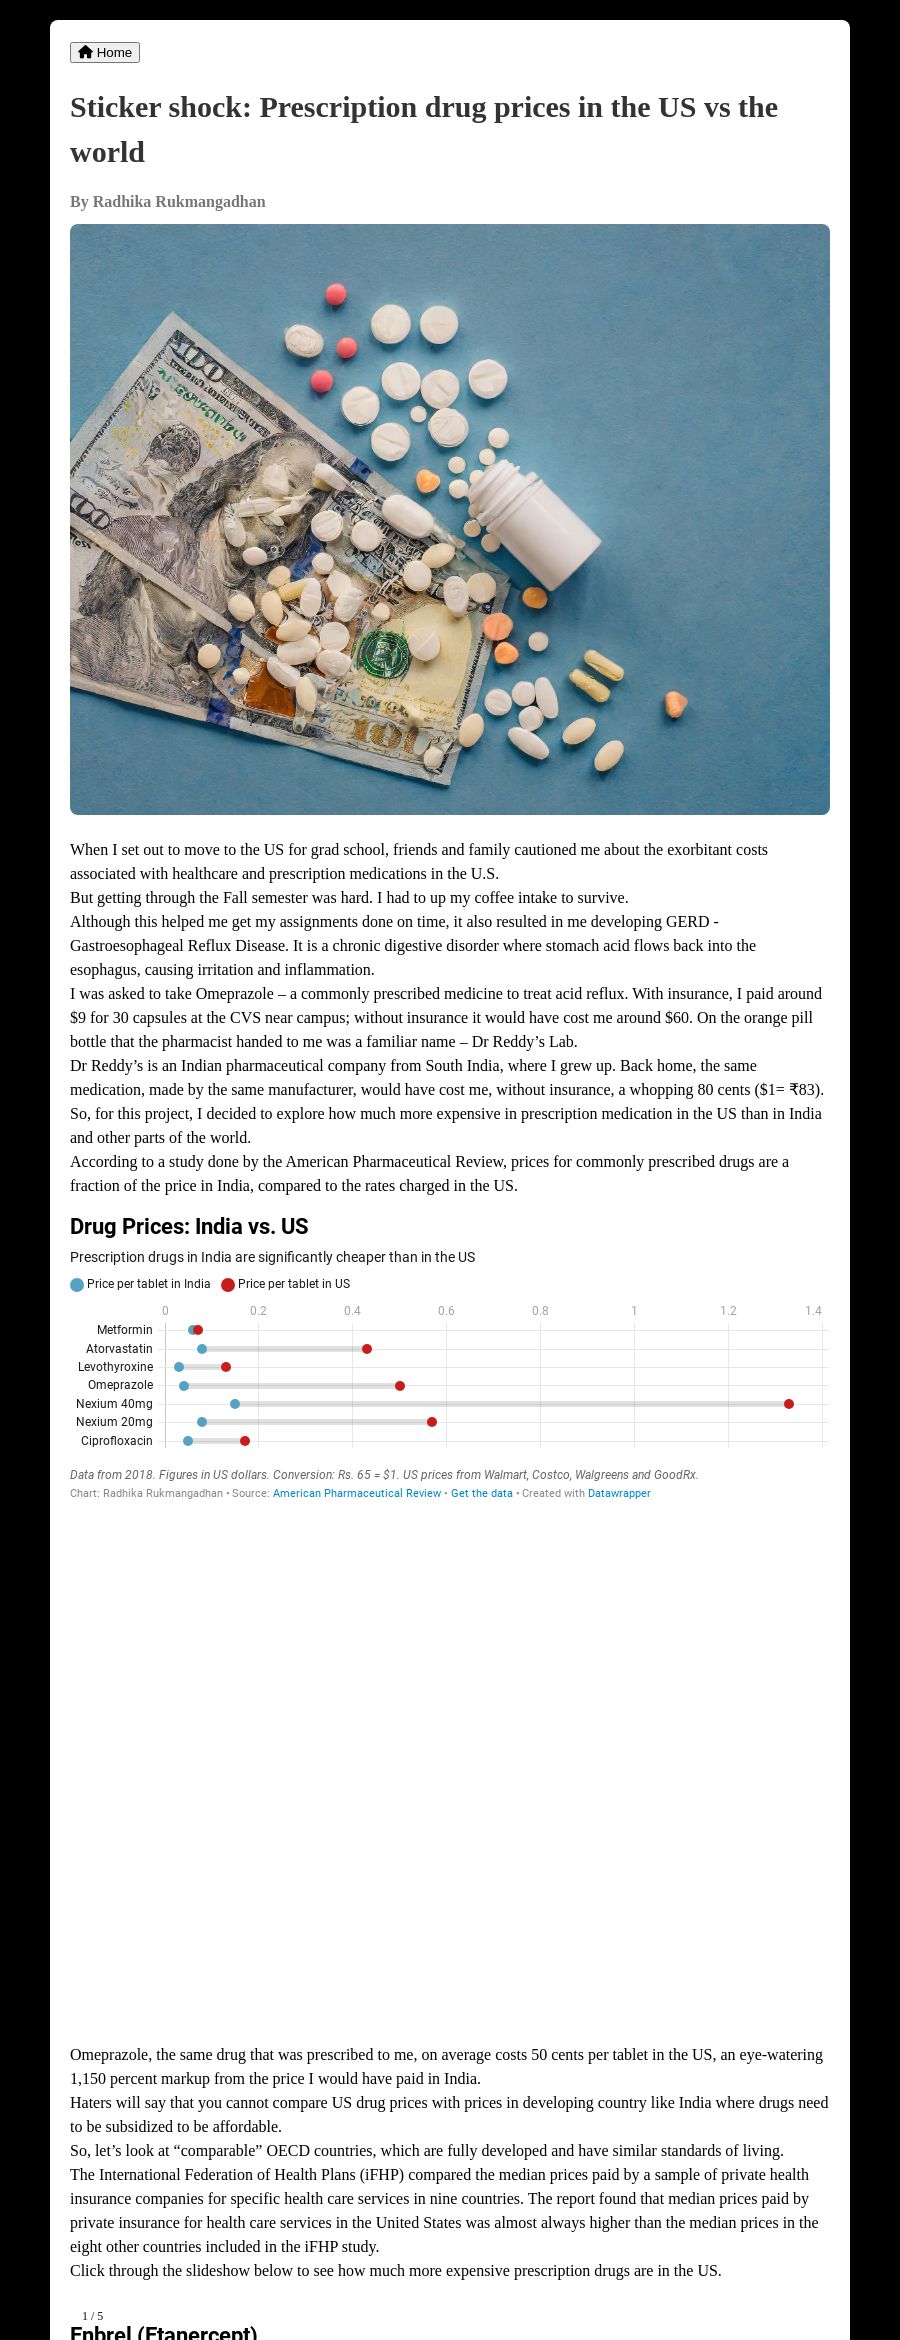 Home
Sticker shock: Prescription drug prices in the US vs the
world
By Radhika Rukmangadhan
100
100
100
When I set out to move to the US for grad school, friends and family cautioned me about the exorbitant costs
associated with healthcare and prescription medications in the U.S.
But getting through the Fall semester was hard. I had to up my coffee intake to survive.
Although this helped me get my assignments done on time, it also resulted in me developing GERD -
Gastroesophageal Reflux Disease. It is a chronic digestive disorder where stomach acid flows back into the
esophagus, causing irritation and inflammation.
I was asked to take Omeprazole – a commonly prescribed medicine to treat acid reflux. With insurance, I paid around
$9 for 30 capsules at the CVS near campus; without insurance it would have cost me around $60. On the orange pill
bottle that the pharmacist handed to me was a familiar name – Dr Reddy’s Lab.
Dr Reddy’s is an Indian pharmaceutical company from South India, where I grew up. Back home, the same
medication, made by the same manufacturer, would have cost me, without insurance, a whopping 80 cents ($1= ₹83).
So, for this project, I decided to explore how much more expensive in prescription medication in the US than in India
and other parts of the world.
According to a study done by the American Pharmaceutical Review, prices for commonly prescribed drugs are a
fraction of the price in India, compared to the rates charged in the US.
Drug Prices: India vs. US
Prescription drugs in India are significantly cheaper than in the US
Price per tablet in India Price per tablet in US
0 0.2 0.4 0.6 0.8 1 1.2 1.4
Metformin
Atorvastatin
Levothyroxine
Omeprazole
Nexium 40mg
Nexium 20mg
Ciprofloxacin
Data from 2018. Figures in US dollars. Conversion: Rs. 65 = $1. US prices from Walmart, Costco, Walgreens and GoodRx.
Chart: Radhika Rukmangadhan • Source: American Pharmaceutical Review • Get the data • Created with Datawrapper
Omeprazole, the same drug that was prescribed to me, on average costs 50 cents per tablet in the US, an eye-watering
1,150 percent markup from the price I would have paid in India.
Haters will say that you cannot compare US drug prices with prices in developing country like India where drugs need
to be subsidized to be affordable.
So, let’s look at “comparable” OECD countries, which are fully developed and have similar standards of living.
The International Federation of Health Plans (iFHP) compared the median prices paid by a sample of private health
insurance companies for specific health care services in nine countries. The report found that median prices paid by
private insurance for health care services in the United States was almost always higher than the median prices in the
eight other countries included in the iFHP study.
Click through the slideshow below to see how much more expensive prescription drugs are in the US.
1 / 5
Enbrel (Etanercept)